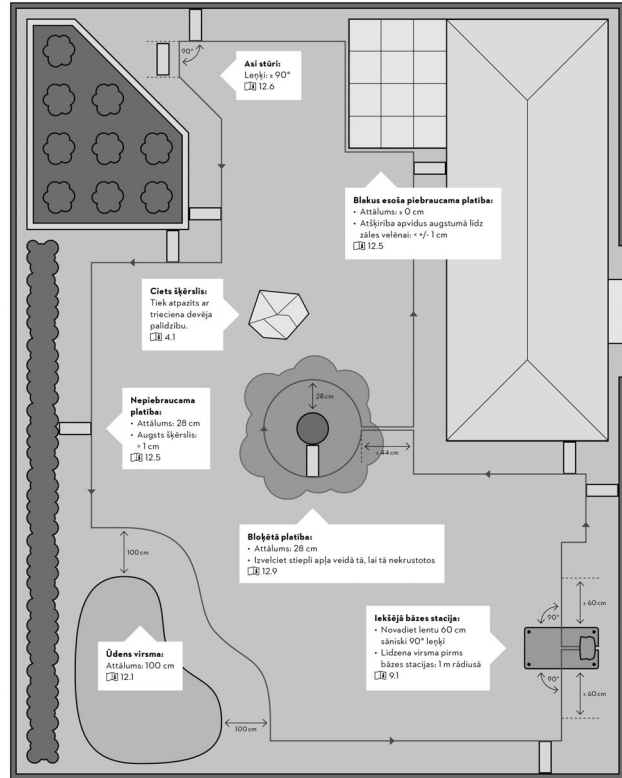 90°
Asi stūri:
Leņķi: ≥ 90°
12.6
Blakus esoša piebraucama platība:
• Attālums: ≥ 0 cm
• Atšķirība apvidus augstumā līdz
zāles velēnai: < +/- 1 cm
12.5
Ciets šķērslis:
Tiek atpazīts ar
trieciena devēja
palīdzību.
4.1
Nepiebraucama
platība:
• Attālums: 28 cm
• Augsts šķērslis:
> 1 cm
12.5
28 cm
≥ 44 cm
Bloķētā platība:
• Attālums: 28 cm
• Izvelciet stiepli apļa veidā tā, lai tā nekrustotos
12.9
100 cm
Ūdens virsma:
Attālums: 100 cm
12.1
100 cm
Iekšējā bāzes stacija:
• Novadiet lentu 60 cm
sāniski 90° leņķī
• Līdzena virsma pirms
bāzes stacijas: 1 m rādiusā
9.1
≥ 60 cm
90°
90°
≥ 60 cm